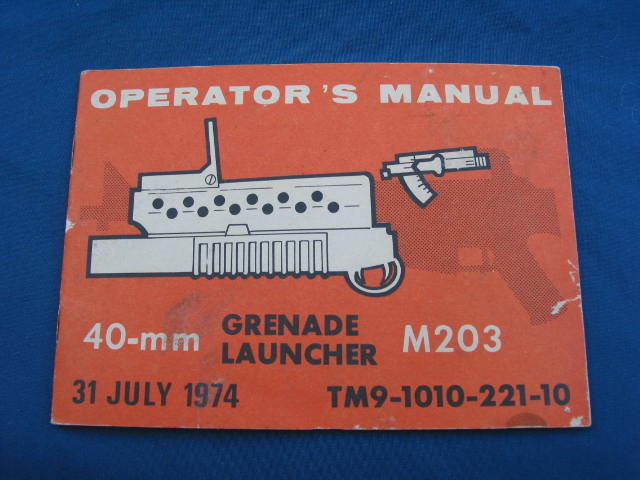 OPERATOR'S MANUAL
40-mm GRENADE LAUNCHER M203
31 JULY 1974 TM9-1010-221-10